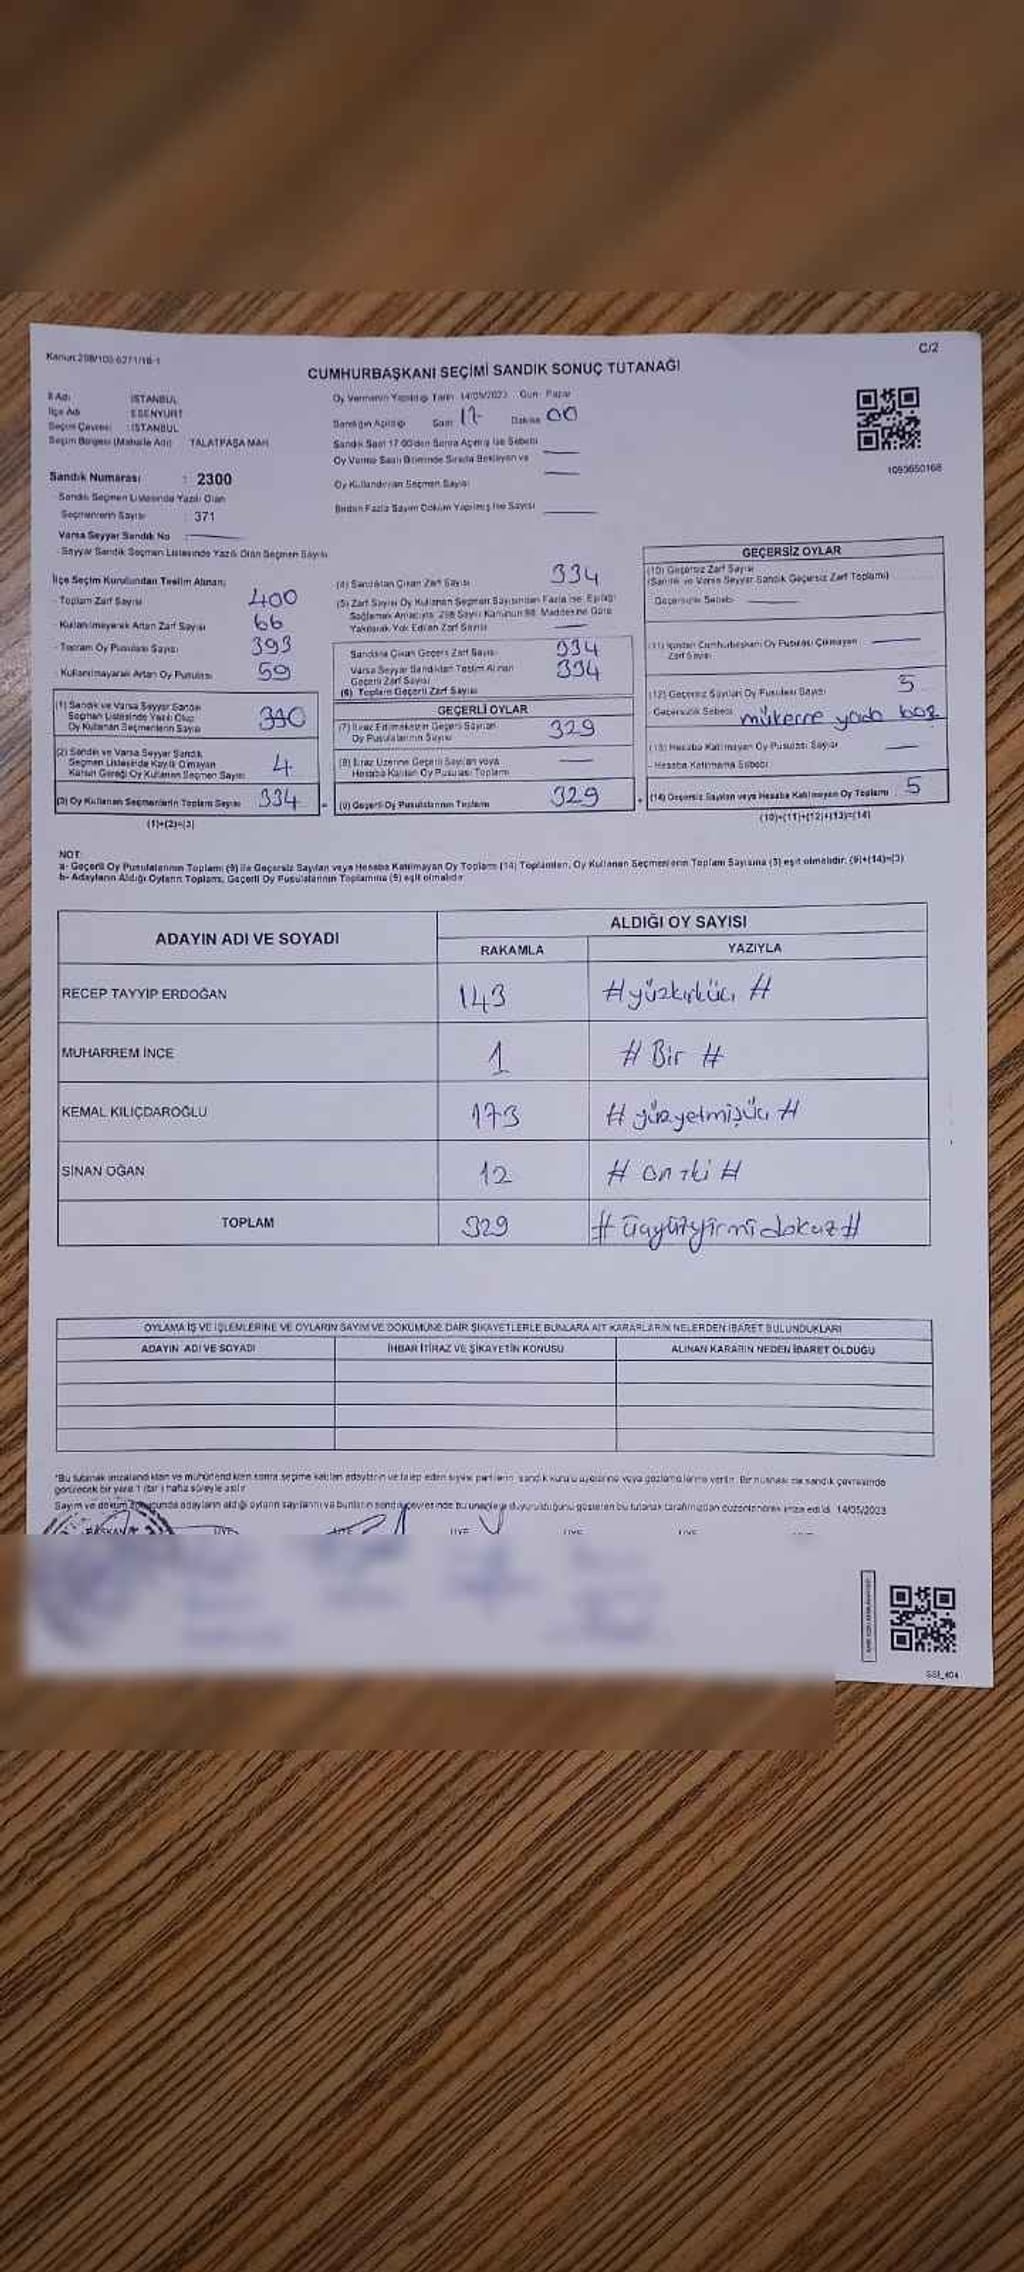 Kanun:298/105-6271/18-1
C/2
CUMHURBAŞKANI SEÇİMİ SANDIK SONUÇ TUTANAĞI
İl Adı : İSTANBUL
İlçe Adı : ESENYURT
Seçim Çevresi : İSTANBUL
Seçim Bölgesi (Mahalle Adı) TALATPAŞA MAH.
Sandık Numarası : 2300
Sandık Seçmen Listesinde Yazılı Olan
Seçmenlerin Sayısı : 371
Varsa Seyyar Sandık No
- Seyyar Sandık Seçmen Listesinde Yazılı Olan Seçmen Sayısı
Oy Vermenin Yapıldığı Tarih 14/05/2023 Gün Pazar
Sandığın Açıldığı Saat 17 Dakika 00
Sandık Saat 17:00'den Sonra Açılmış İse Sebebi
Oy Verme Saati Bitiminde Sırada Bekleyen ve
Oy Kullandırılan Seçmen Sayısı
Birden Fazla Sayım Döküm Yapılmış İse Sayısı
1093650168
İlçe Seçim Kurulundan Teslim Alınan;
- Toplam Zarf Sayısı 400
- Kullanılmayarak Artan Zarf Sayısı 66
- Toplam Oy Pusulası Sayısı 393
- Kullanılmayarak Artan Oy Pusulası 59
(1) Sandık ve Varsa Seyyar Sandık
Seçmen Listesinde Yazılı Olup
Oy Kullanan Seçmenlerin Sayısı 330
(2) Sandık ve Varsa Seyyar Sandık
Seçmen Listesinde Kayıtlı Olmayan
Kanun Gereği Oy Kullanan Seçmen Sayısı 4
(3) Oy Kullanan Seçmenlerin Toplam Sayısı 334
(1)+(2)=(3)
(4) Sandıktan Çıkan Zarf Sayısı 334
(5) Zarf Sayısı Oy Kullanan Seçmen Sayısından Fazla İse, Eşitliği
Sağlamak Amacıyla, 298 Sayılı Kanunun 98. Maddesine Göre
Yakılarak Yok Edilen Zarf Sayısı
Sandıkta Çıkan Geçerli Zarf Sayısı 334
Varsa Seyyar Sandıktan Teslim Alınan
Geçerli Zarf Sayısı 334
(6) Toplam Geçerli Zarf Sayısı
GEÇERLİ OYLAR
(7) İtiraz Edilmeksizin Geçerli Sayılan
Oy Pusulalarının Sayısı 329
(8) İtiraz Üzerine Geçerli Sayılan veya
Hesaba Katılan Oy Pusulası Toplamı
(9) Geçerli Oy Pusulalarının Toplamı 329
GEÇERSİZ OYLAR
(10) Geçersiz Zarf Sayısı
(Sandık ve Varsa Seyyar Sandık Geçersiz Zarf Toplamı)
Geçersizlik Sebebi
(11) İçinden Cumhurbaşkanı Oy Pusulası Çıkmayan
Zarf Sayısı
(12) Geçersiz Sayılan Oy Pusulası Sayısı 5
Geçersizlik Sebebi boş
(13) Hesaba Katılmayan Oy Pusulası Sayısı
- Hesaba Katılmama Sebebi
(14) Geçersiz Sayılan veya Hesaba Katılmayan Oy Toplamı 5
(10)+(11)+(12)+(13)=(14)
NOT:
a- Geçerli Oy Pusulalarının Toplamı (9) ile Geçersiz Sayılan veya Hesaba Katılmayan Oy Toplamı (14) Toplamları, Oy Kullanan Seçmenlerin Toplam Sayısına (3) eşit olmalıdır. (9)+(14)=(3)
b- Adayların Aldığı Oyların Toplamı, Geçerli Oy Pusulalarının Toplamına (9) eşit olmalıdır.
ADAYIN ADI VE SOYADI ALDIĞI OY SAYISI
RAKAMLA YAZIYLA
RECEP TAYYİP ERDOĞAN 143 #yüzkırküç #
MUHARREM İNCE 1 # Bir #
KEMAL KILIÇDAROĞLU 173 # yüzyetmişüç #
SİNAN OĞAN 12 # on iki #
TOPLAM 329 # üçyüzyirmidokuz #
OYLAMA İŞ VE İŞLEMLERİNE VE OYLARIN SAYIM VE DÖKÜMÜNE DAİR ŞİKAYETLERLE BUNLARA AİT KARARLARIN NELERDEN İBARET BULUNDUKLARI
ADAYIN ADI VE SOYADI İHBAR İTİRAZ VE ŞİKAYETİN KONUSU ALINAN KARARIN NEDEN İBARET OLDUĞU
*Bu tutanak imzalandıktan ve mühürlendikten sonra seçime katılan adayların ve talep eden siyasi partilerin sandık kurulu üyelerine veya gözlemcilerine verilir. Bir nüshası da sandık çevresinde
görülecek bir yere 1 (bir) hafta süreyle asılır.
Sayım ve döküm sonucunda adayların aldığı oyların sayılarını ve bunların sandık çevresinde bu unadiğı duyurulduğunu gösteren bu tutanak tarafımızdan düzenlenerek imza edildi. 14/05/2023
BAŞKAN ÜYE ÜYE ÜYE ÜYE ÜYE